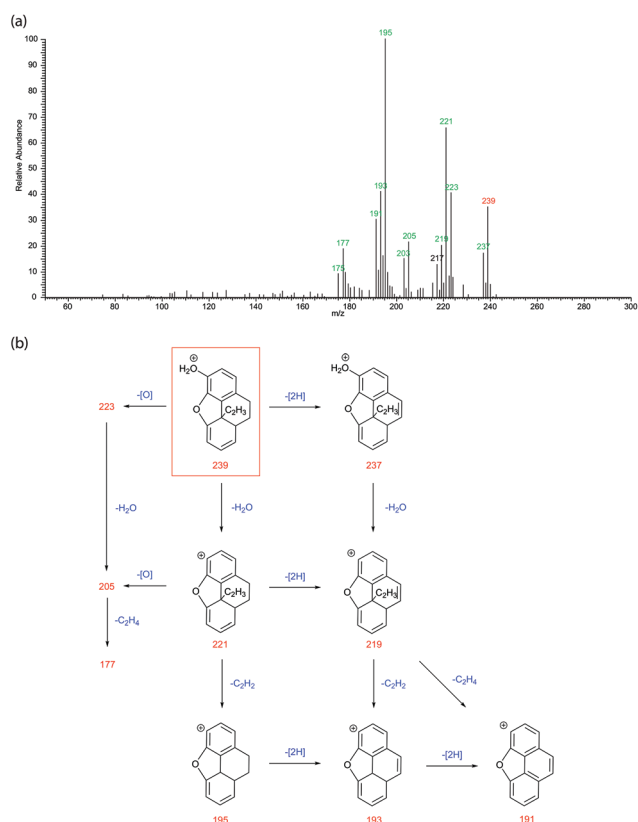 (a)
195
221
193
223
239
191
205
219
177
237
203
217
175
100
90
80
70
60
50
40
30
20
10
0
Relative Abundance
60
80
100
120
140
160
180
200
220
240
260
280
300
m/z
(b)
⊕
H₂O
O
C₂H₃
239
-[O]
223
-[2H]
⊕
H₂O
O
C₂H₃
237
-H₂O
-H₂O
-H₂O
205
-[O]
⊕
O
C₂H₃
221
-[2H]
⊕
O
C₂H₃
219
-C₂H₄
177
-C₂H₂
-C₂H₂
-C₂H₄
⊕
O
195
-[2H]
⊕
O
193
-[2H]
⊕
O
191